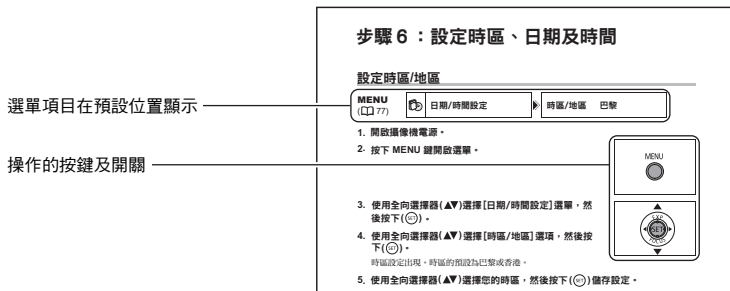 步驟6：設定時區、日期及時間
設定時區/地區
選單項目在預設位置顯示
MENU
(77)
日期/時間設定
時區/地區 巴黎
1. 開啟攝像機電源。
2. 按下 MENU 鍵開啟選單。
操作的按鍵及開關
MENU
3. 使用全向選擇器(▲▼)選擇[日期/時間設定]選單，然
後按下(SET)。
4. 使用全向選擇器(▲▼)選擇[時區/地區]選項，然後按
下(SET)。
時區設定出現。時區的預設為巴黎或香港。
EXP
SET
FOCUS
5. 使用全向選擇器(▲▼)選擇您的時區，然後按下(SET)儲存設定。